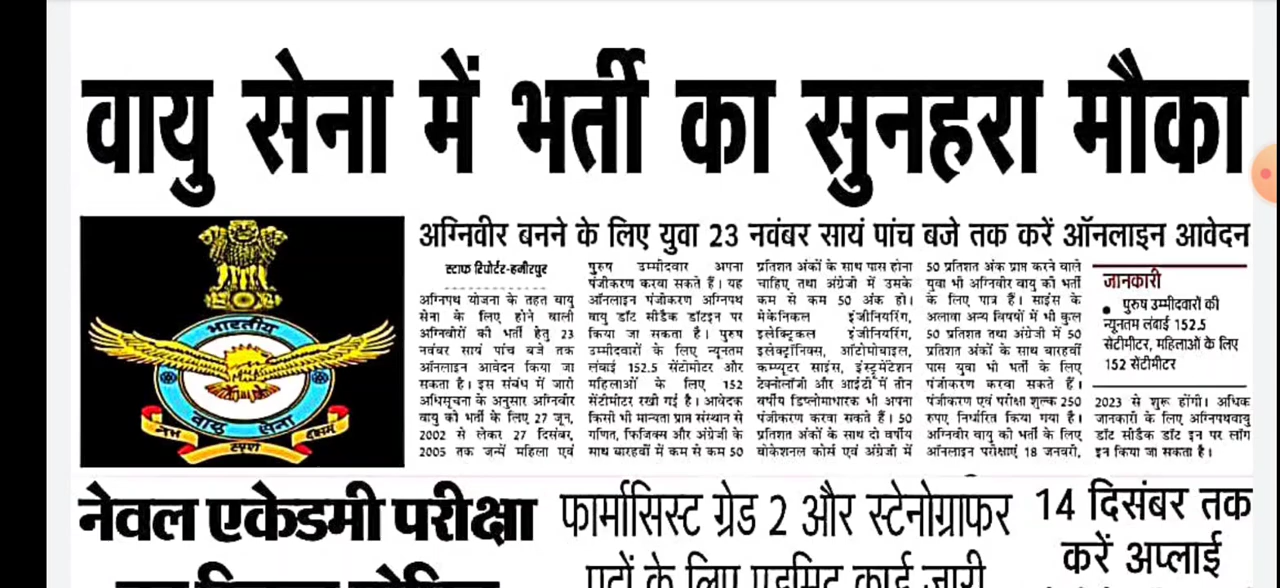 वायु सेना में भर्ती का सुनहरा मौका
भारतीय
वायु सेना
नभः स्पृशं दीप्तम्
अग्निवीर बनने के लिए युवा 23 नवंबर सायं पांच बजे तक करें ऑनलाइन आवेदन
स्टाफ रिपोर्टर-हमीरपुर
अग्निपथ योजना के तहत वायु
सेना के लिए होने वाली
अग्निवीरों की भर्ती हेतु 23
नवंबर सायं पांच बजे तक
ऑनलाइन आवेदन किया जा
सकता है। इस संबंध में जारी
अधिसूचना के अनुसार अग्निवीर
वायु की भर्ती के लिए 27 जून,
2002 से लेकर 27 दिसंबर,
2005 तक जन्में महिला एवं
पुरुष उम्मीदवार अपना
पंजीकरण करवा सकते हैं। यह
ऑनलाइन पंजीकरण अग्निपथ
वायु डॉट सीडैक डॉटइन पर
किया जा सकता है। पुरुष
उम्मीदवारों के लिए न्यूनतम
लंबाई 152.5 सेंटीमीटर और
महिलाओं के लिए 152
सेंटीमीटर रखी गई है। आवेदक
किसी भी मान्यता प्राप्त संस्थान से
गणित, फिजिक्स और अंग्रेजी के
साथ बारहवीं में कम से कम 50
प्रतिशत अंकों के साथ पास होना
चाहिए तथा अंग्रेजी में उसके
कम से कम 50 अंक हो।
मेकेनिकल इंजीनियरिंग,
इलेक्ट्रिकल इंजीनियरिंग,
इलेक्ट्रॉनिक्स, ऑटोमोबाइल,
कम्प्यूटर साइंस, इंस्ट्रूमेंटेशन
टेक्नोलॉजी और आईटी में तीन
वर्षीय डिप्लोमाधारक भी अपना
पंजीकरण करवा सकते हैं। 50
प्रतिशत अंकों के साथ दो वर्षीय
वोकेशनल कोर्स एवं अंग्रेजी में
50 प्रतिशत अंक प्राप्त करने वाले
युवा भी अग्निवीर वायु की भर्ती
के लिए पात्र हैं। साइंस के
अलावा अन्य विषयों में भी कुल
50 प्रतिशत तथा अंग्रेजी में 50
प्रतिशत अंकों के साथ बारहवीं
पास युवा भी भर्ती के लिए
पंजीकरण करवा सकते हैं।
पंजीकरण एवं परीक्षा शुल्क 250
रुपए निर्धारित किया गया है।
अग्निवीर वायु की भर्ती के लिए
ऑनलाइन परीक्षाएं 18 जनवरी,
जानकारी
• पुरुष उम्मीदवारों की
न्यूनतम लंबाई 152.5
सेटीमीटर, महिलाओं के लिए
152 सेंटीमीटर
2023 से शुरू होंगी। अधिक
जानकारी के लिए अग्निपथवायु
डॉट सीडैक डॉट इन पर लॉग
इन किया जा सकता है।
नेवल एकेडमी परीक्षा
फार्मासिस्ट ग्रेड 2 और स्टेनोग्राफर
पदों के लिए एडमिट कार्ड जारी
14 दिसंबर तक
करें अप्लाई